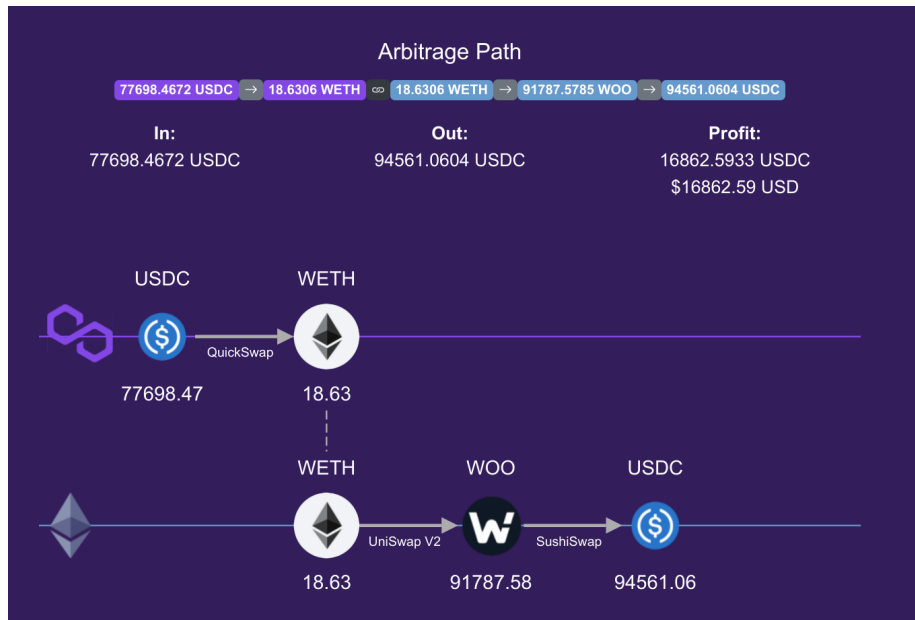 Arbitrage Path
77698.4672 USDC → 18.6306 WETH 18.6306 WETH → 91787.5785 WOO → 94561.0604 USDC
In: Out: Profit:
77698.4672 USDC 94561.0604 USDC 16862.5933 USDC
$16862.59 USD
USDC WETH
QuickSwap
77698.47 18.63
WETH WOO USDC
UniSwap V2 SushiSwap
18.63 91787.58 94561.06